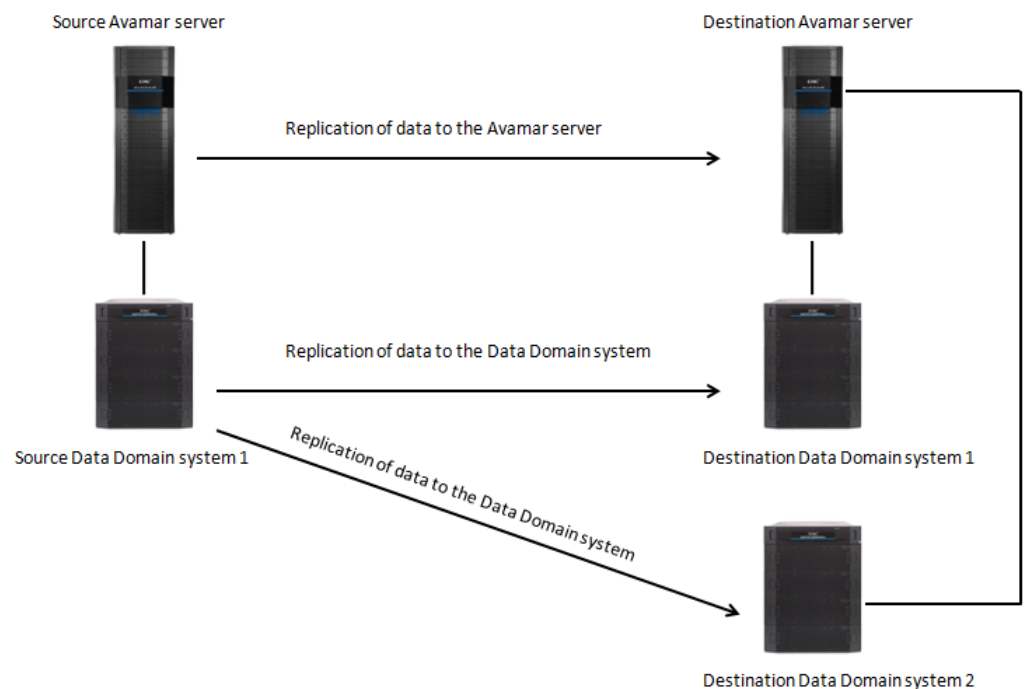 Source Avamar server
Destination Avamar server
Replication of data to the Avamar server
Replication of data to the Data Domain system
Source Data Domain system 1
Destination Data Domain system 1
Replication of data to the Data Domain system
Destination Data Domain system 2